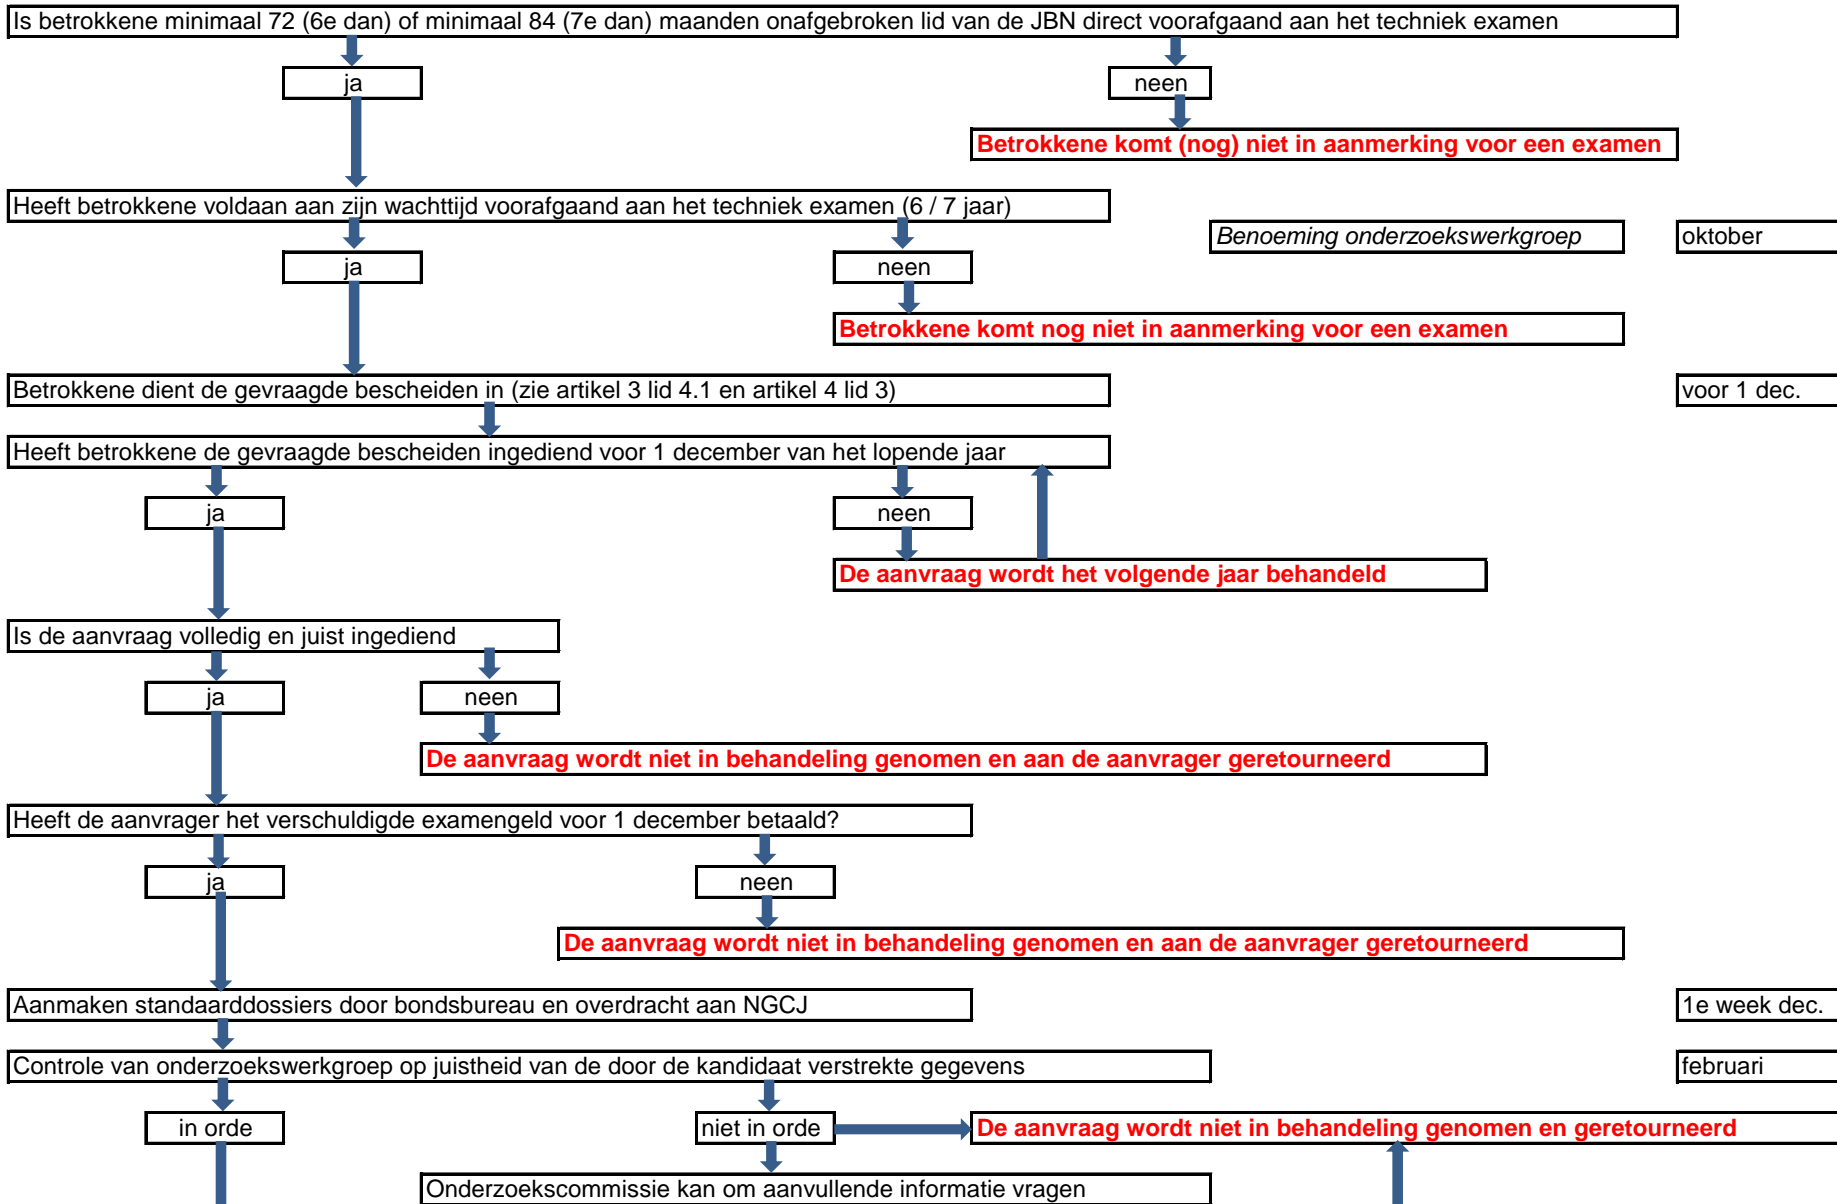 Is betrokkene minimaal 72 (6e dan) of minimaal 84 (7e dan) maanden onafgebroken lid van de JBN direct voorafgaand aan het techniek examen
ja
neen
Betrokkene komt (nog) niet in aanmerking voor een examen
Heeft betrokkene voldaan aan zijn wachttijd voorafgaand aan het techniek examen (6 / 7 jaar)
Benoeming onderzoekswerkgroep
oktober
ja
neen
Betrokkene komt nog niet in aanmerking voor een examen
Betrokkene dient de gevraagde bescheiden in (zie artikel 3 lid 4.1 en artikel 4 lid 3)
voor 1 dec.
Heeft betrokkene de gevraagde bescheiden ingediend voor 1 december van het lopende jaar
ja
neen
De aanvraag wordt het volgende jaar behandeld
Is de aanvraag volledig en juist ingediend
ja
neen
De aanvraag wordt niet in behandeling genomen en aan de aanvrager geretourneerd
Heeft de aanvrager het verschuldigde examengeld voor 1 december betaald?
ja
neen
De aanvraag wordt niet in behandeling genomen en aan de aanvrager geretourneerd
Aanmaken standaarddossiers door bondsbureau en overdracht aan NGCJ
1e week dec.
Controle van onderzoekswerkgroep op juistheid van de door de kandidaat verstrekte gegevens
februari
in orde
niet in orde
De aanvraag wordt niet in behandeling genomen en geretourneerd
Onderzoekscommissie kan om aanvullende informatie vragen